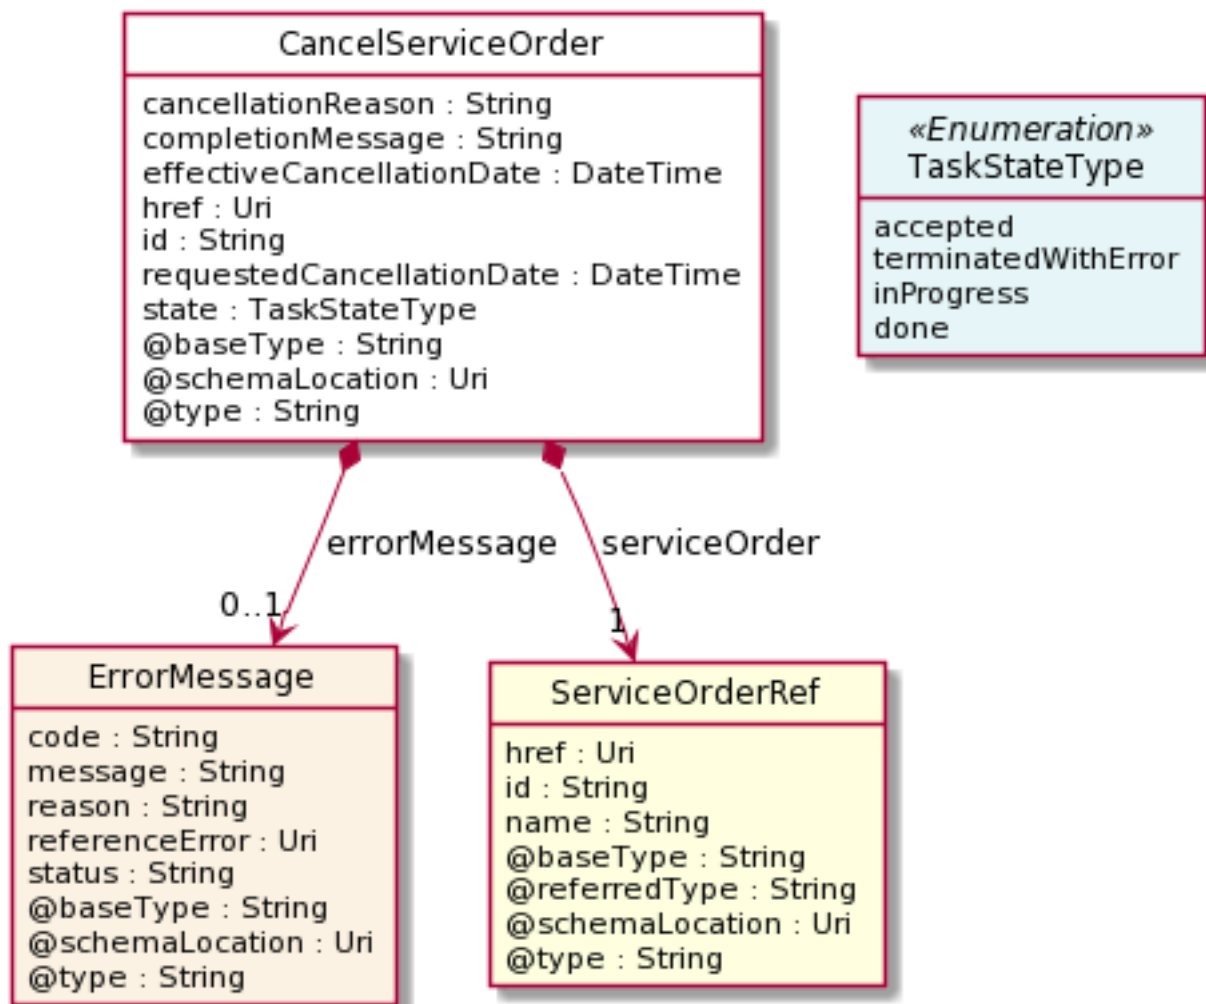 CancelServiceOrder
cancellationReason : String
completionMessage : String
effectiveCancellationDate : DateTime
href : Uri
id : String
requestedCancellationDate : DateTime
state : TaskStateType
@baseType : String
@schemaLocation : Uri
@type : String
«Enumeration»
TaskStateType
accepted
terminatedWithError
inProgress
done
errorMessage
serviceOrder
0..1
1
ErrorMessage
code : String
message : String
reason : String
referenceError : Uri
status : String
@baseType : String
@schemaLocation : Uri
@type : String
ServiceOrderRef
href : Uri
id : String
name : String
@baseType : String
@referredType : String
@schemaLocation : Uri
@type : String